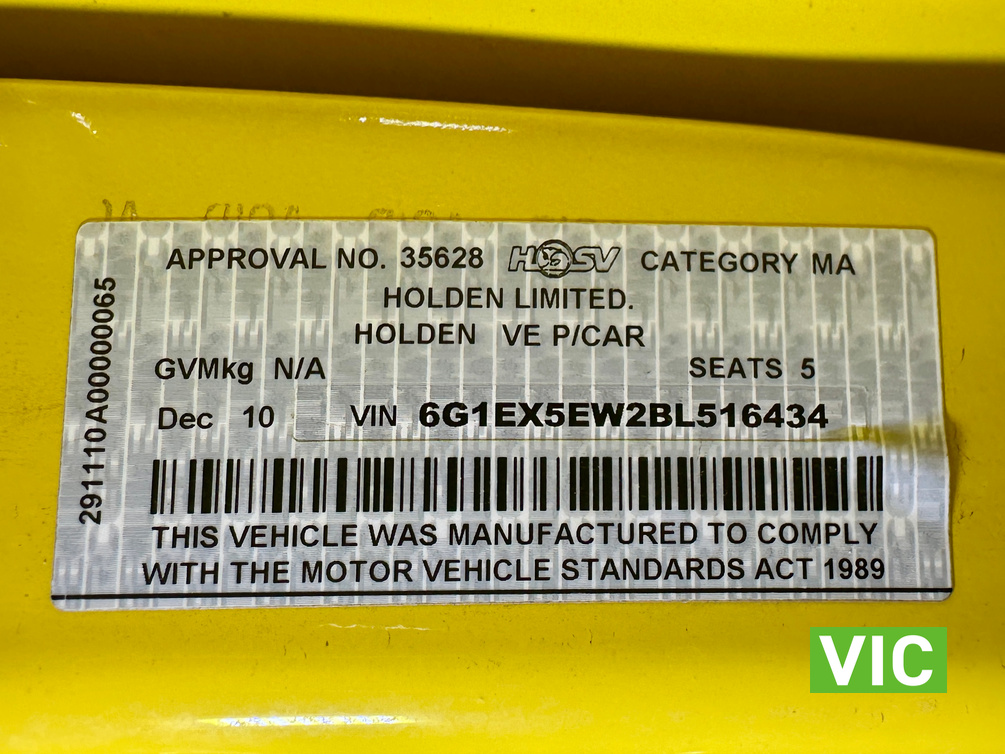 APPROVAL NO. 35628 HSV CATEGORY MA
HOLDEN LIMITED.
HOLDEN VE P/CAR
GVMkg N/A SEATS 5
Dec 10 VIN 6G1EX5EW2BL516434
THIS VEHICLE WAS MANUFACTURED TO COMPLY
WITH THE MOTOR VEHICLE STANDARDS ACT 1989
291110A00000065
VIC